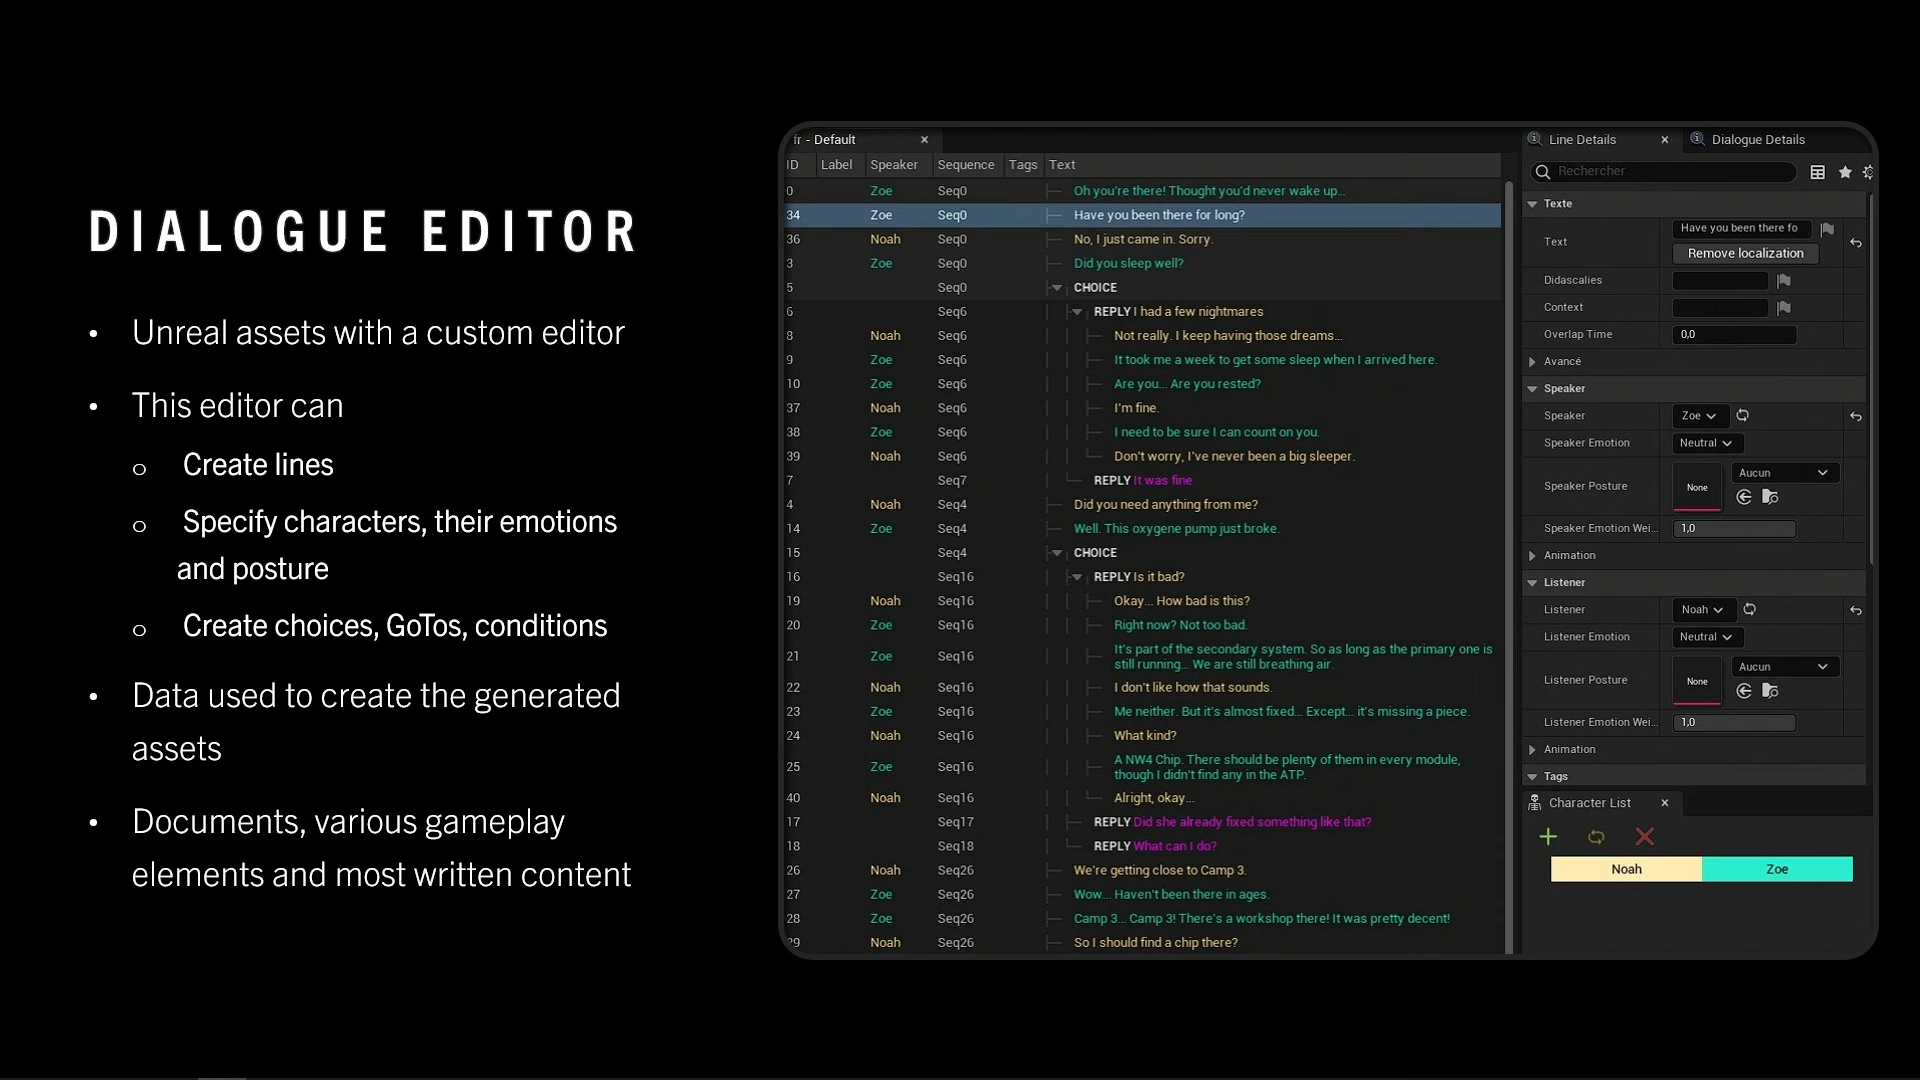 DIALOGUE EDITOR
• Unreal assets with a custom editor
• This editor can
o Create lines
o Specify characters, their emotions
and posture
o Create choices, GoTos, conditions
• Data used to create the generated
assets
• Documents, various gameplay
elements and most written content
fr - Default
ID Label Speaker Sequence Tags Text
0 Zoe Seq0 Oh you're there! Thought you'd never wake up...
34 Zoe Seq0 Have you been there for long?
36 Noah Seq0 No, I just came in. Sorry.
3 Zoe Seq0 Did you sleep well?
5 Seq0 CHOICE
6 Seq6 REPLY I had a few nightmares
8 Noah Seq6 Not really. I keep having those dreams...
9 Zoe Seq6 It took me a week to get some sleep when I arrived here.
10 Zoe Seq6 Are you... Are you rested?
37 Noah Seq6 I'm fine.
38 Zoe Seq6 I need to be sure I can count on you.
39 Noah Seq6 Don't worry, I've never been a big sleeper.
7 Seq7 REPLY It was fine
4 Noah Seq4 Did you need anything from me?
14 Zoe Seq4 Well. This oxygene pump just broke.
15 Seq4 CHOICE
16 Seq16 REPLY Is it bad?
19 Noah Seq16 Okay... How bad is this?
20 Zoe Seq16 Right now? Not too bad.
21 Zoe Seq16 It's part of the secondary system. So as long as the primary one is
still running... We are still breathing air.
22 Noah Seq16 I don't like how that sounds.
23 Zoe Seq16 Me neither. But it's almost fixed... Except... it's missing a piece.
24 Noah Seq16 What kind?
25 Zoe Seq16 A NW4 Chip. There should be plenty of them in every module,
though I didn't find any in the ATP.
40 Noah Seq16 Alright, okay...
17 Seq17 REPLY Did she already fixed something like that?
18 Seq18 REPLY What can I do?
26 Noah Seq26 We're getting close to Camp 3.
27 Zoe Seq26 Wow... Haven't been there in ages.
28 Zoe Seq26 Camp 3... Camp 3! There's a workshop there! It was pretty decent!
29 Noah Seq26 So I should find a chip there?
Line Details Dialogue Details
Rechercher
Texte
Text Have you been there fo
Remove localization
Didascalies
Context
Overlap Time 0,0
Avancé
Speaker
Speaker Zoe
Speaker Emotion Neutral
Speaker Posture None Aucun
Speaker Emotion Wei... 1,0
Animation
Listener
Listener Noah
Listener Emotion Neutral
Listener Posture None Aucun
Listener Emotion Wei... 1,0
Animation
Tags
Character List
Noah Zoe